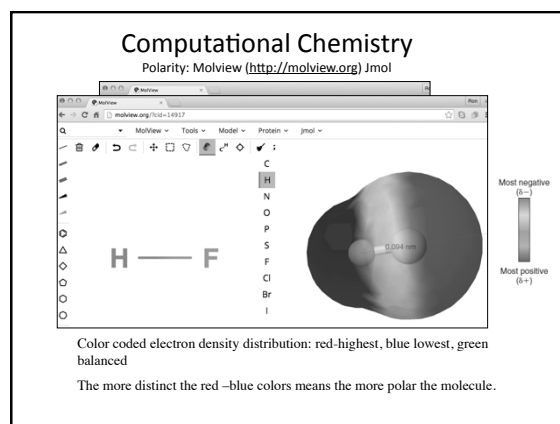 Computational Chemistry
Polarity: Molview (http://molview.org) Jmol
MolView
MolView
Ron
molview.org/?cid=14917
MolView Tools Model Protein Jmol
C
H
N
O
P
S
F
Cl
Br
I
H F
0.094 nm
Most negative
(δ−)
Most positive
(δ+)
Color coded electron density distribution: red-highest, blue lowest, green
balanced
The more distinct the red –blue colors means the more polar the molecule.